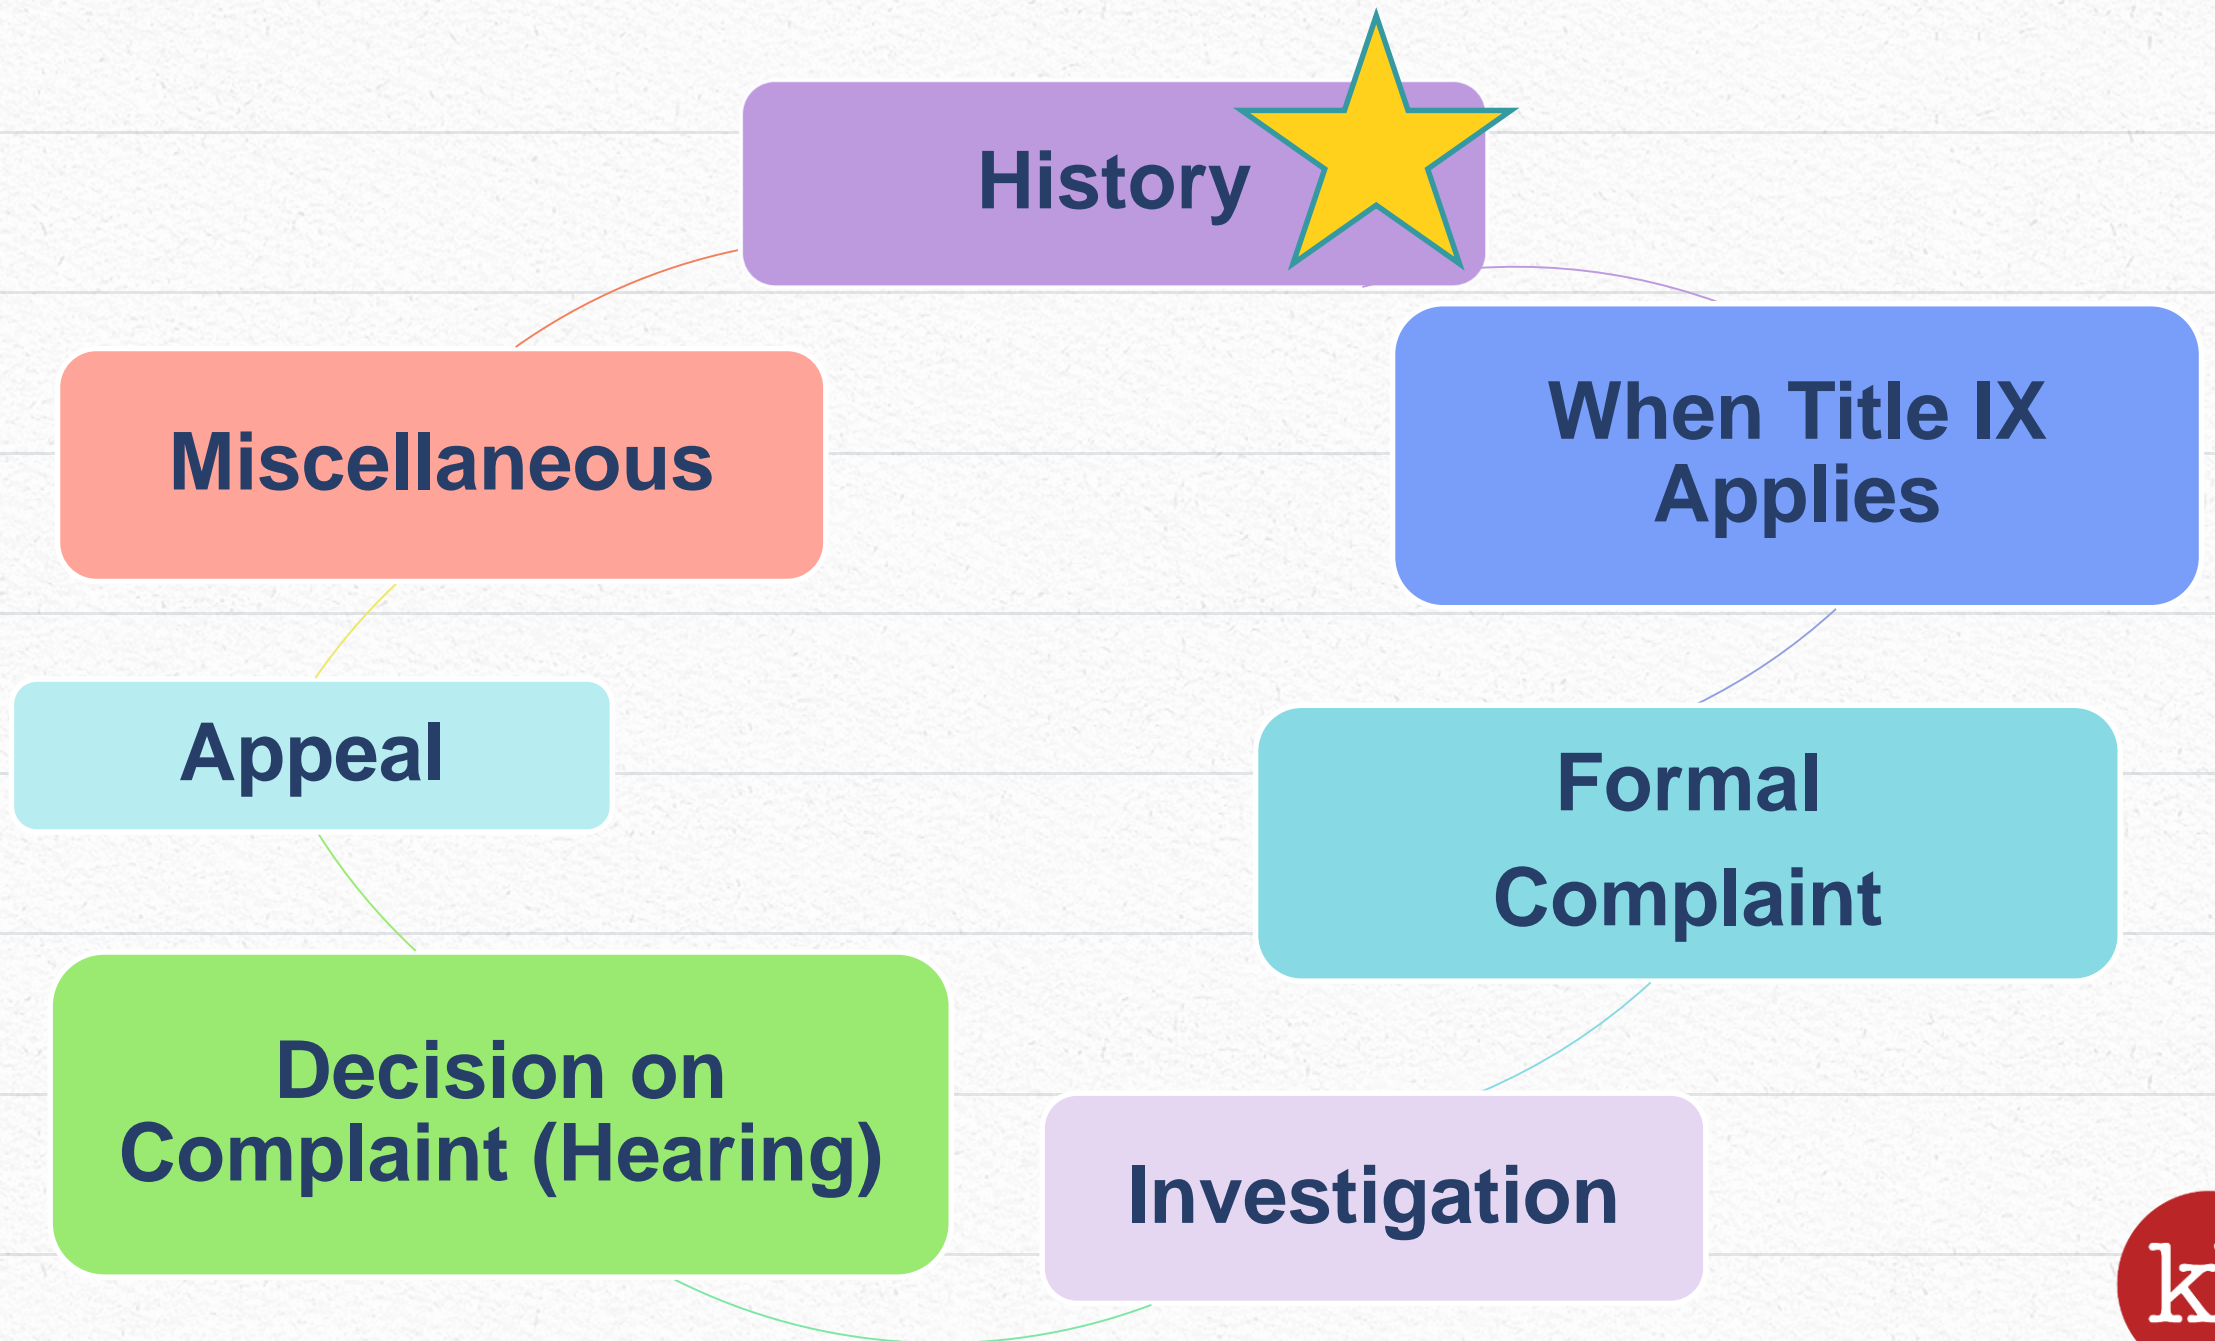 History
When Title IX
Applies
Formal
Complaint
Investigation
Decision on
Complaint (Hearing)
Appeal
Miscellaneous
k